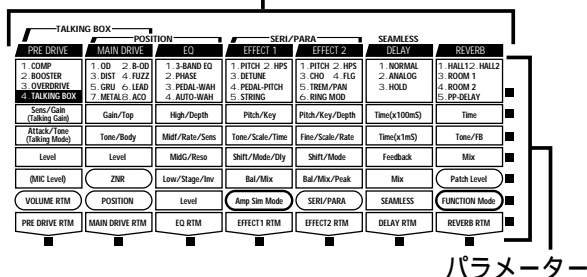 TALKING BOX
POSITION SERI/PARA SEAMLESS
PRE DRIVE MAIN DRIVE EQ EFFECT 1 EFFECT 2 DELAY REVERB
1.COMP 1.OD 2.B-OD 1.3-BAND EQ 1.PITCH 2.HPS 1.PITCH 2.HPS 1.NORMAL 1.HALL1 2.HALL2
2.BOOSTER 3.DIST 4.FUZZ 2.PHASE 3.DETUNE 3.CHO 4.FLG 2.ANALOG 3.ROOM 1
3.OVERDRIVE 5.GRU 6.LEAD 3.PEDAL-WAH 4.PEDAL-PITCH 5.TREM/PAN 3.HOLD 4.ROOM 2
4.TALKING BOX 7.METAL 8.ACO 4.AUTO-WAH 5.STRING 6.RING MOD 5.PP-DELAY
Sens/Gain (Talking Gain) Gain/Top High/Depth Pitch/Key Pitch/Key/Depth Time(x100mS) Time
Attack/Tone (Talking Mode) Tone/Body Midf/Rate/Sens Tone/Scale/Time Fine/Scale/Rate Time(x1mS) Tone/FB
Level Level MidG/Reso Shift/Mode/Dly Shift/Mode Feedback Mix
(MIC Level) ZNR Low/Stage/Inv Bal/Mix Bal/Mix/Peak Mix Patch Level
VOLUME RTM POSITION Level Amp Sim Mode SERI/PARA SEAMLESS FUNCTION Mode
PRE DRIVE RTM MAIN DRIVE RTM EQ RTM EFFECT1 RTM EFFECT2 RTM DELAY RTM REVERB RTM
パラメーター